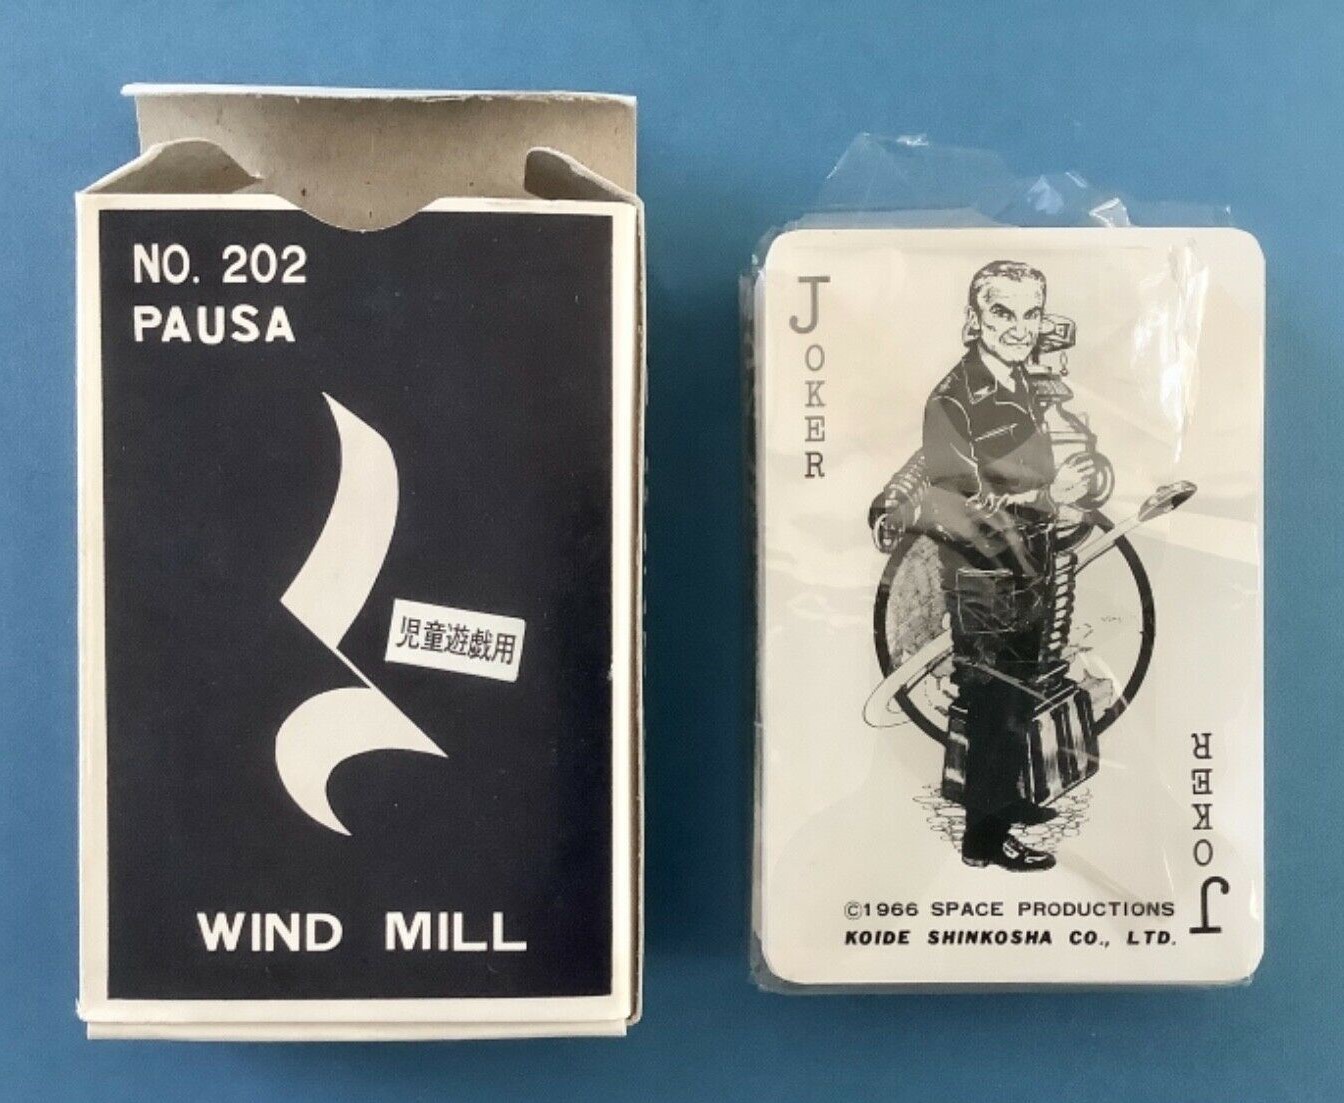 NO. 202
PAUSA
児童遊戯用
WIND MILL
JOKER
©1966 SPACE PRODUCTIONS
KOIDE SHINKOSHA CO., LTD.
JOKER